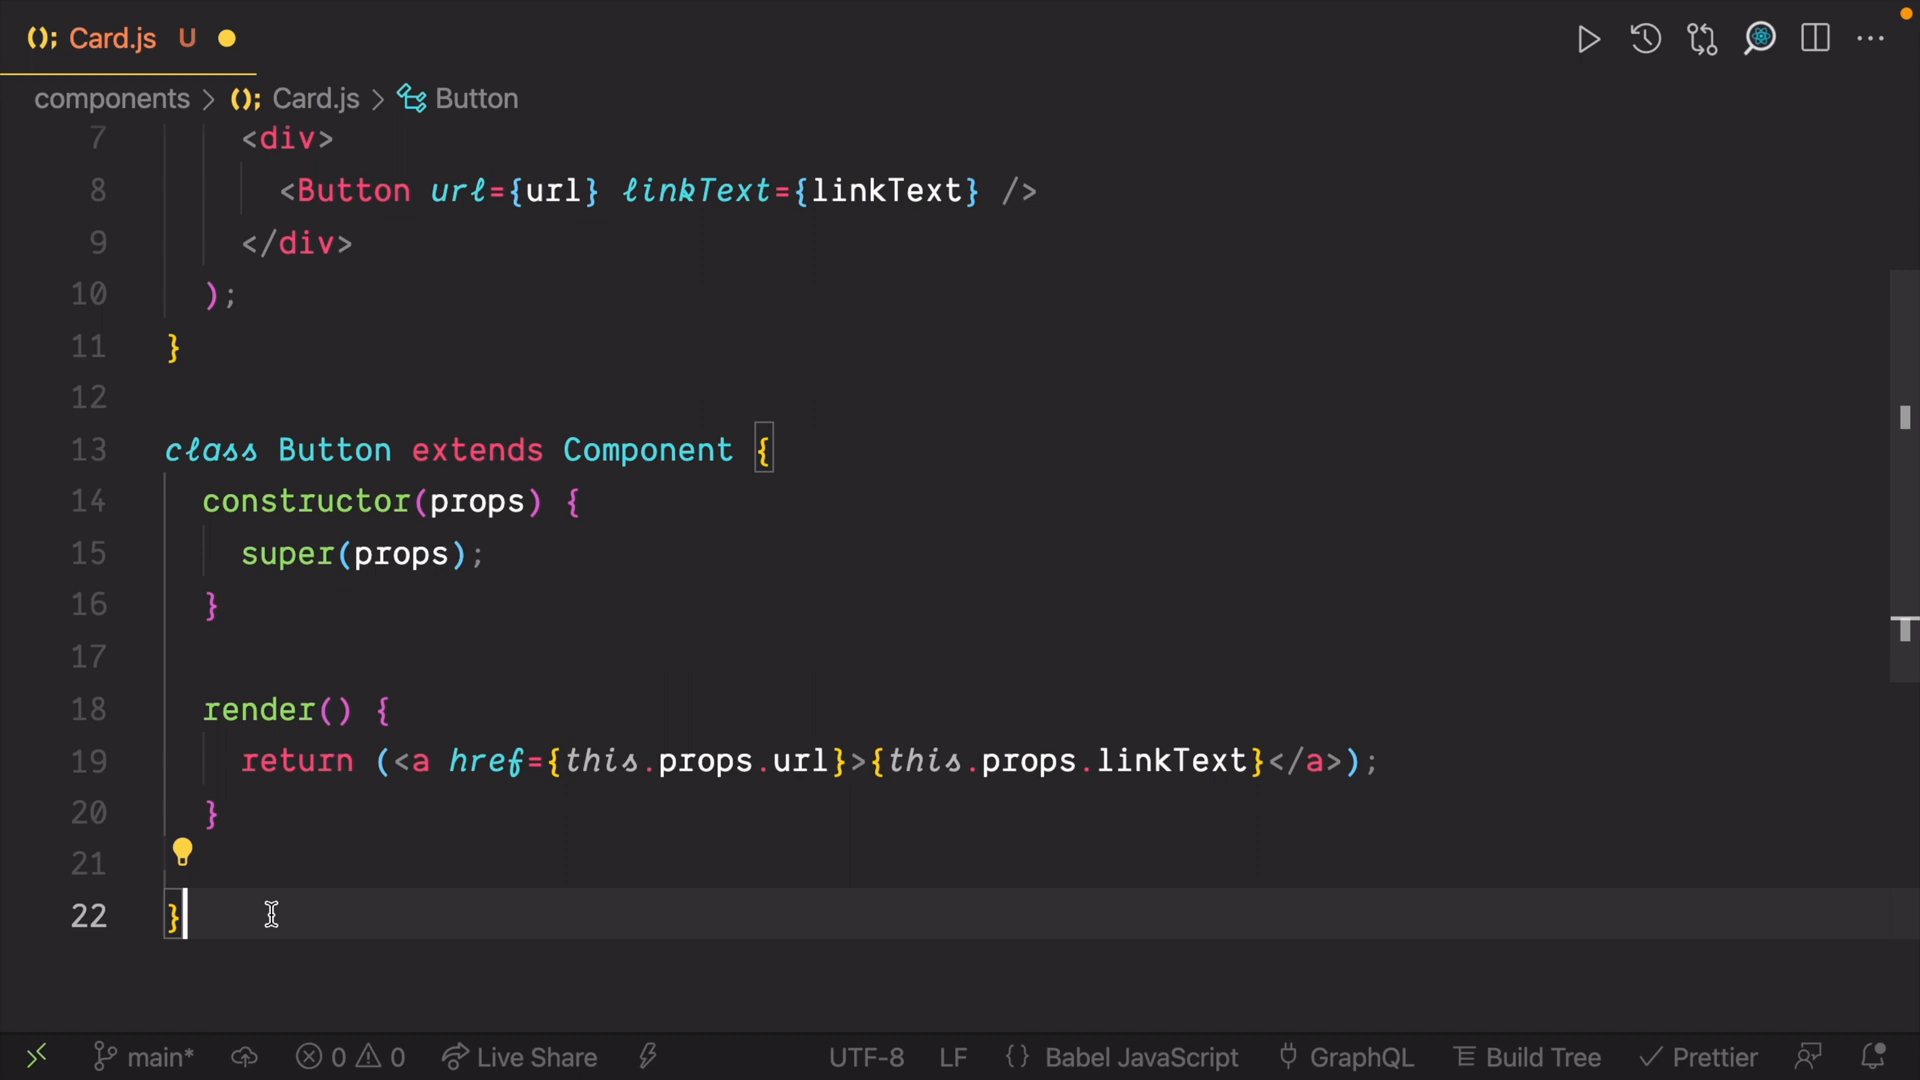 (); Card.js U
components > (); Card.js > Button
7 <div>
8 <Button url={url} linkText={linkText} />
9 </div>
10 );
11 }
12
13 class Button extends Component {
14 constructor(props) {
15 super(props);
16 }
17
18 render() {
19 return (<a href={this.props.url}>{this.props.linkText}</a>);
20 }
21
22 }
main* 0 0 Live Share UTF-8 LF {} Babel JavaScript GraphQL Build Tree Prettier